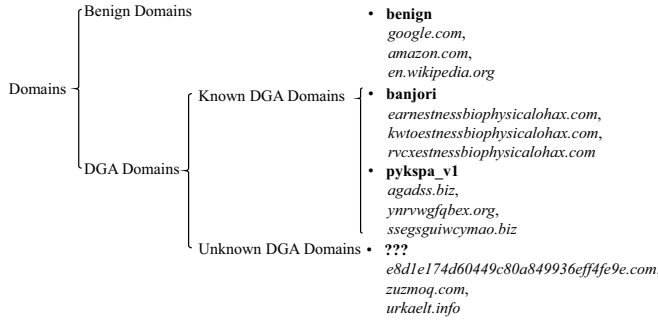 Benign Domains
• benign
google.com,
amazon.com,
en.wikipedia.org
Domains
Known DGA Domains
• banjori
earnestnessbiophysicalohax.com,
kwtoestnessbiophysicalohax.com,
rvcxestnessbiophysicalohax.com
DGA Domains
• pykspa_v1
agadss.biz,
ynrvwgfqbex.org,
ssegsguiwcymao.biz
Unknown DGA Domains
• ???
e8d1e174d60449c80a849936eff4fe9e.com,
zuzmoq.com,
urkaelt.info